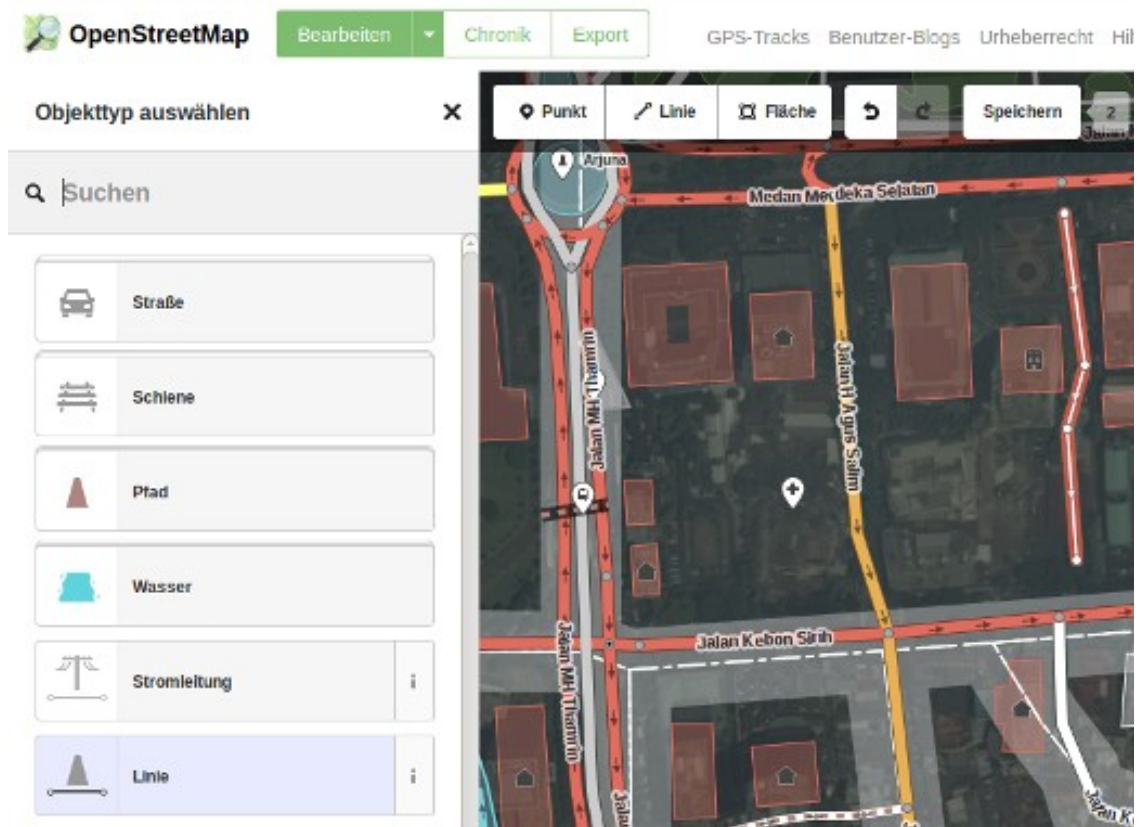 OpenStreetMap
Bearbeiten
Chronik
Export
GPS-Tracks
Benutzer-Blogs
Urheberrecht
Objekttyp auswählen
Punkt
Linie
Fläche
Speichern
2
Suchen
Straße
Schiene
Pfad
Wasser
Stromleitung
Linie
Arjuna
Medan Merdeka Selatan
Jalan MH Thamrin
Jalan H Agus Salim
Jalan Kebon Sirih
Jalan MH Thamrin
Jalan K